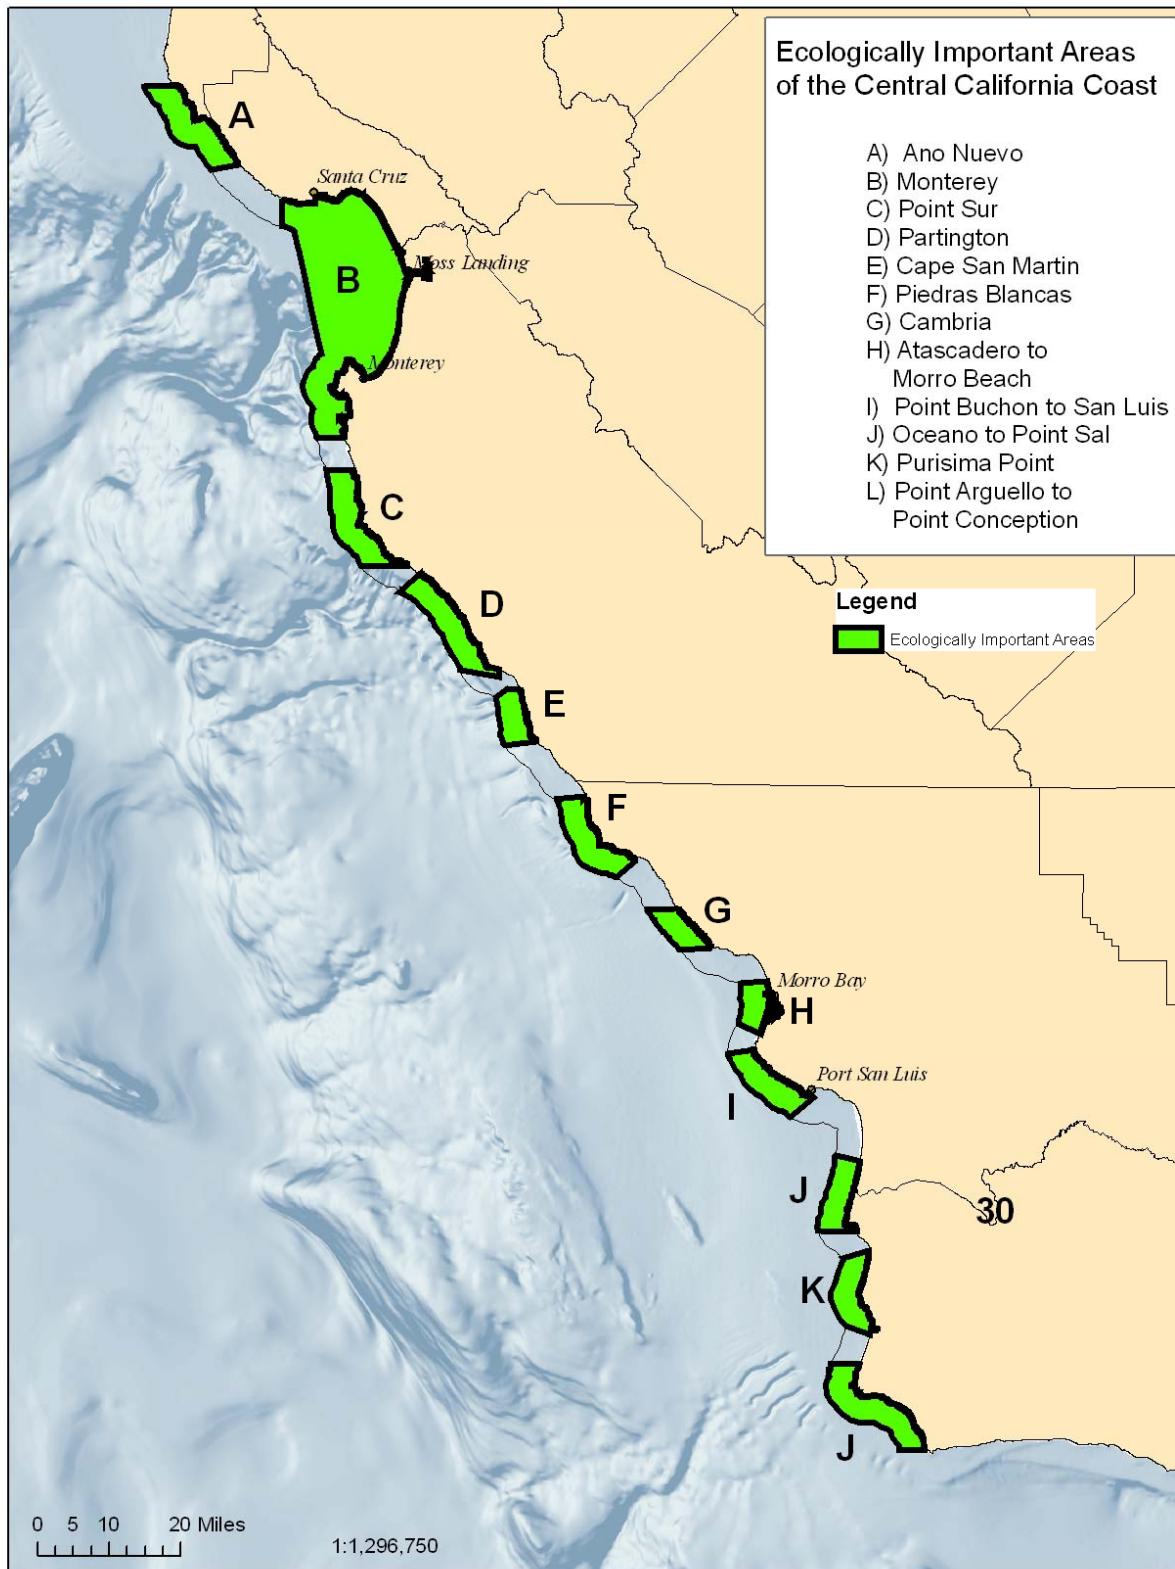 Ecologically Important Areas
of the Central California Coast
A) Ano Nuevo
B) Monterey
C) Point Sur
D) Partington
E) Cape San Martin
F) Piedras Blancas
G) Cambria
H) Atascadero to
Morro Beach
I) Point Buchon to San Luis
J) Oceano to Point Sal
K) Purisima Point
L) Point Arguello to
Point Conception
Legend
Ecologically Important Areas
A
Santa Cruz
B
Moss Landing
Monterey
C
D
E
F
G
Morro Bay
H
Port San Luis
I
J
30
K
J
0 5 10 20 Miles
1:1,296,750